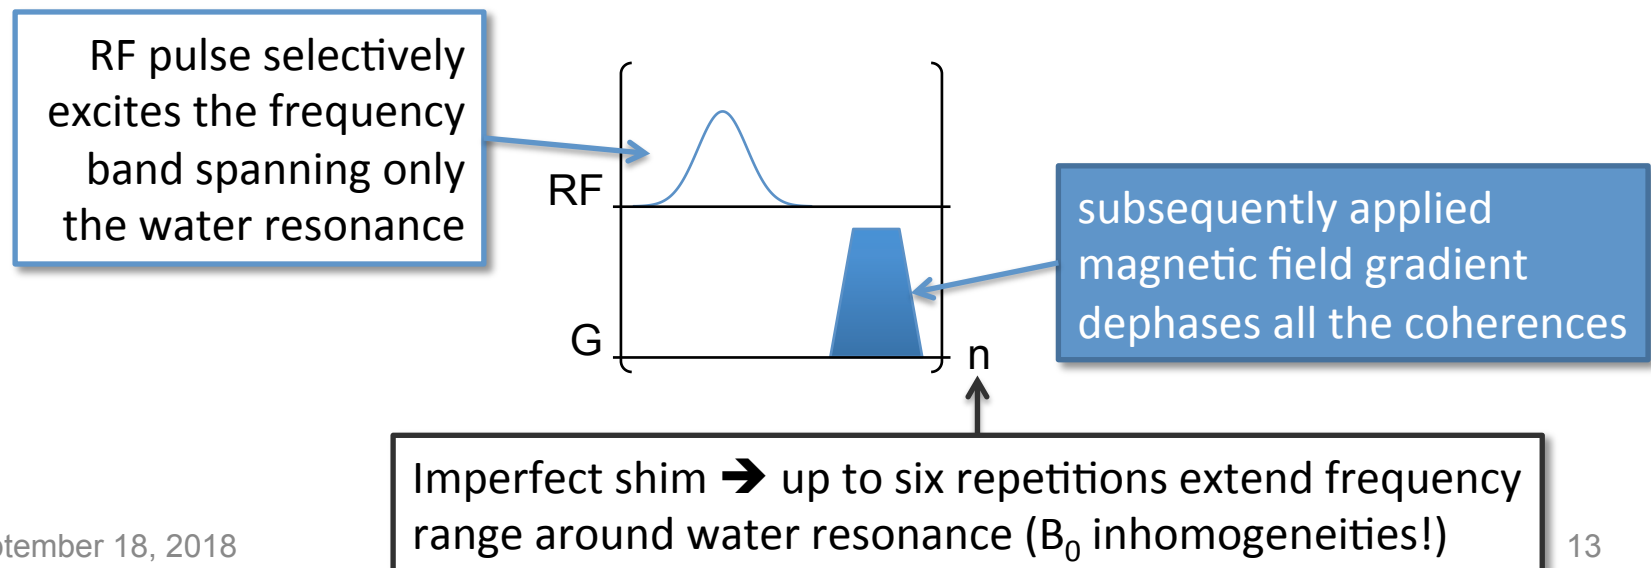 RF pulse selectively
excites the frequency
band spanning only
the water resonance
RF
G
n
subsequently applied
magnetic field gradient
dephases all the coherences
Imperfect shim ➔ up to six repetitions extend frequency
range around water resonance (B₀ inhomogeneities!)
tember 18, 2018
13